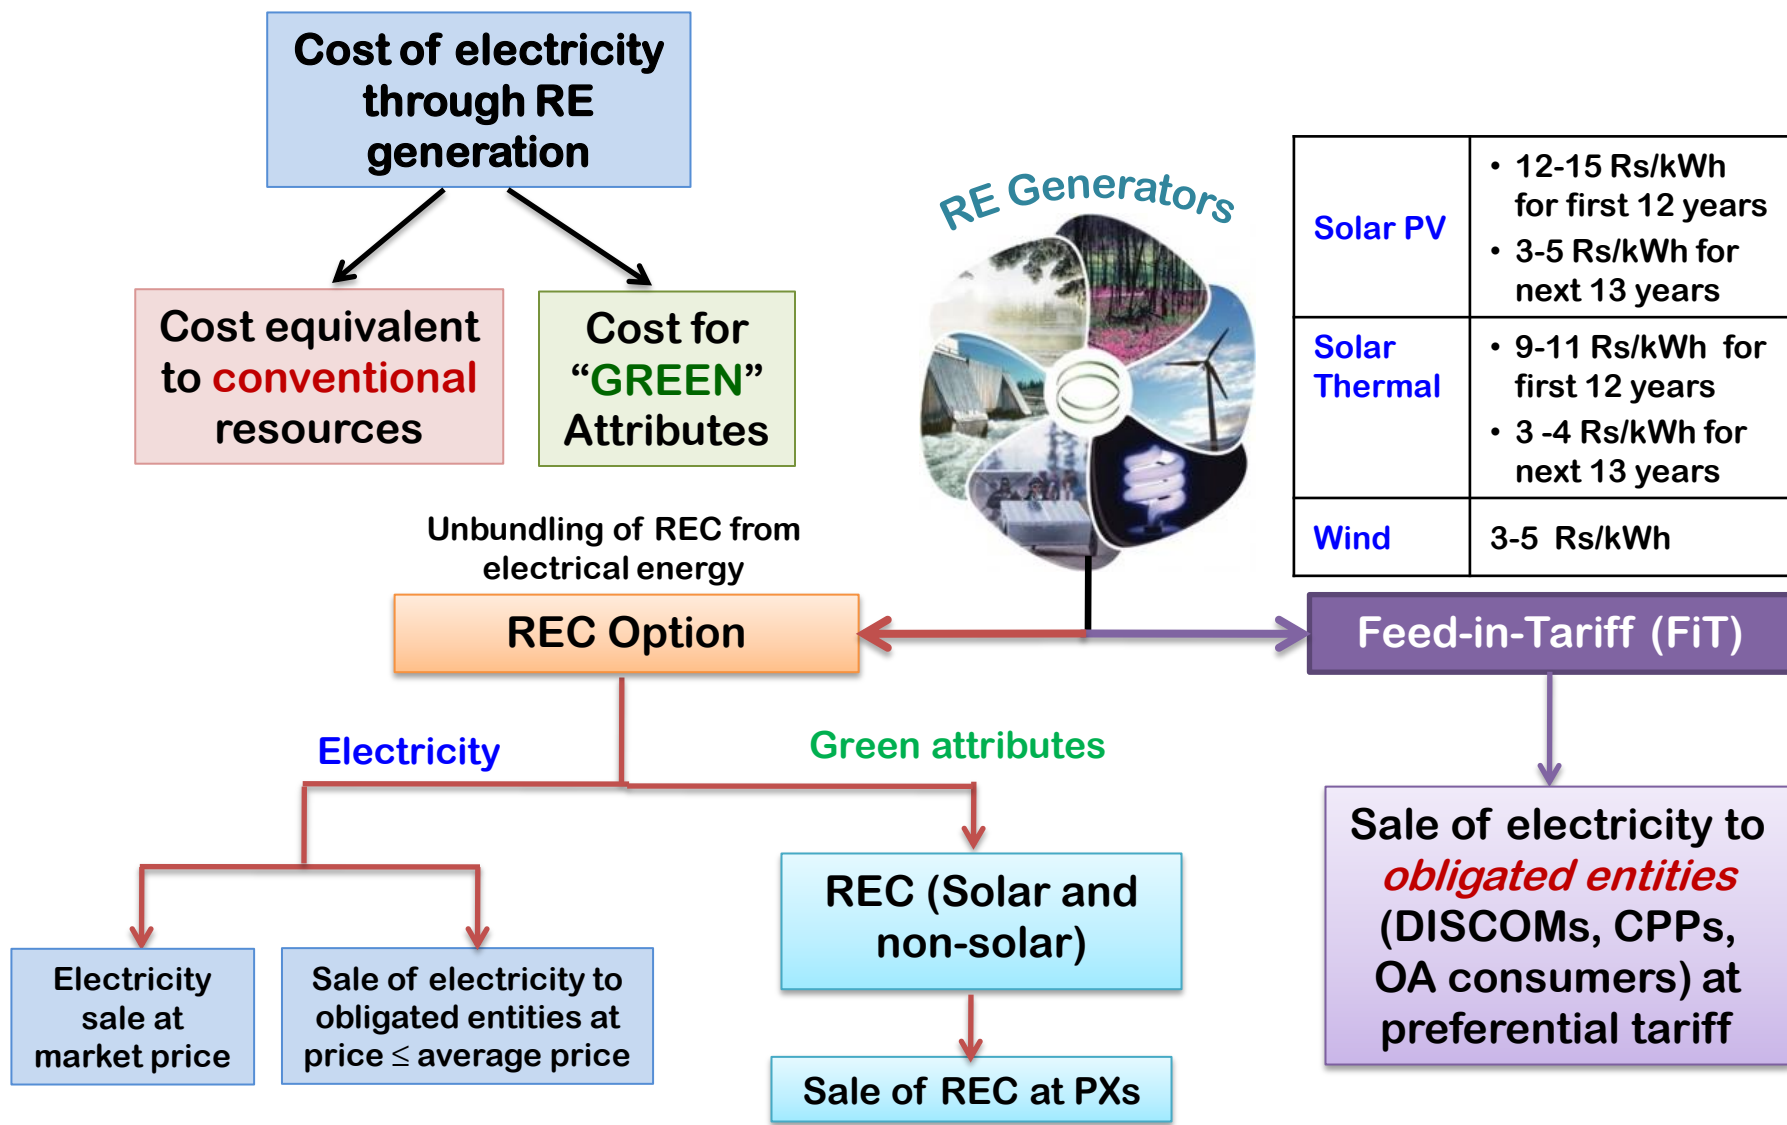 Cost of electricity
through RE
generation
Cost equivalent
to conventional
resources
Cost for
“GREEN”
Attributes
RE Generators
Solar PV
• 12-15 Rs/kWh
for first 12 years
• 3-5 Rs/kWh for
next 13 years
Solar
Thermal
• 9-11 Rs/kWh for
first 12 years
• 3 -4 Rs/kWh for
next 13 years
Wind
3-5 Rs/kWh
Unbundling of REC from
electrical energy
REC Option
Feed-in-Tariff (FiT)
Electricity
Green attributes
Electricity
sale at
market price
Sale of electricity to
obligated entities at
price ≤ average price
REC (Solar and
non-solar)
Sale of REC at PXs
Sale of electricity to
obligated entities
(DISCOMs, CPPs,
OA consumers) at
preferential tariff